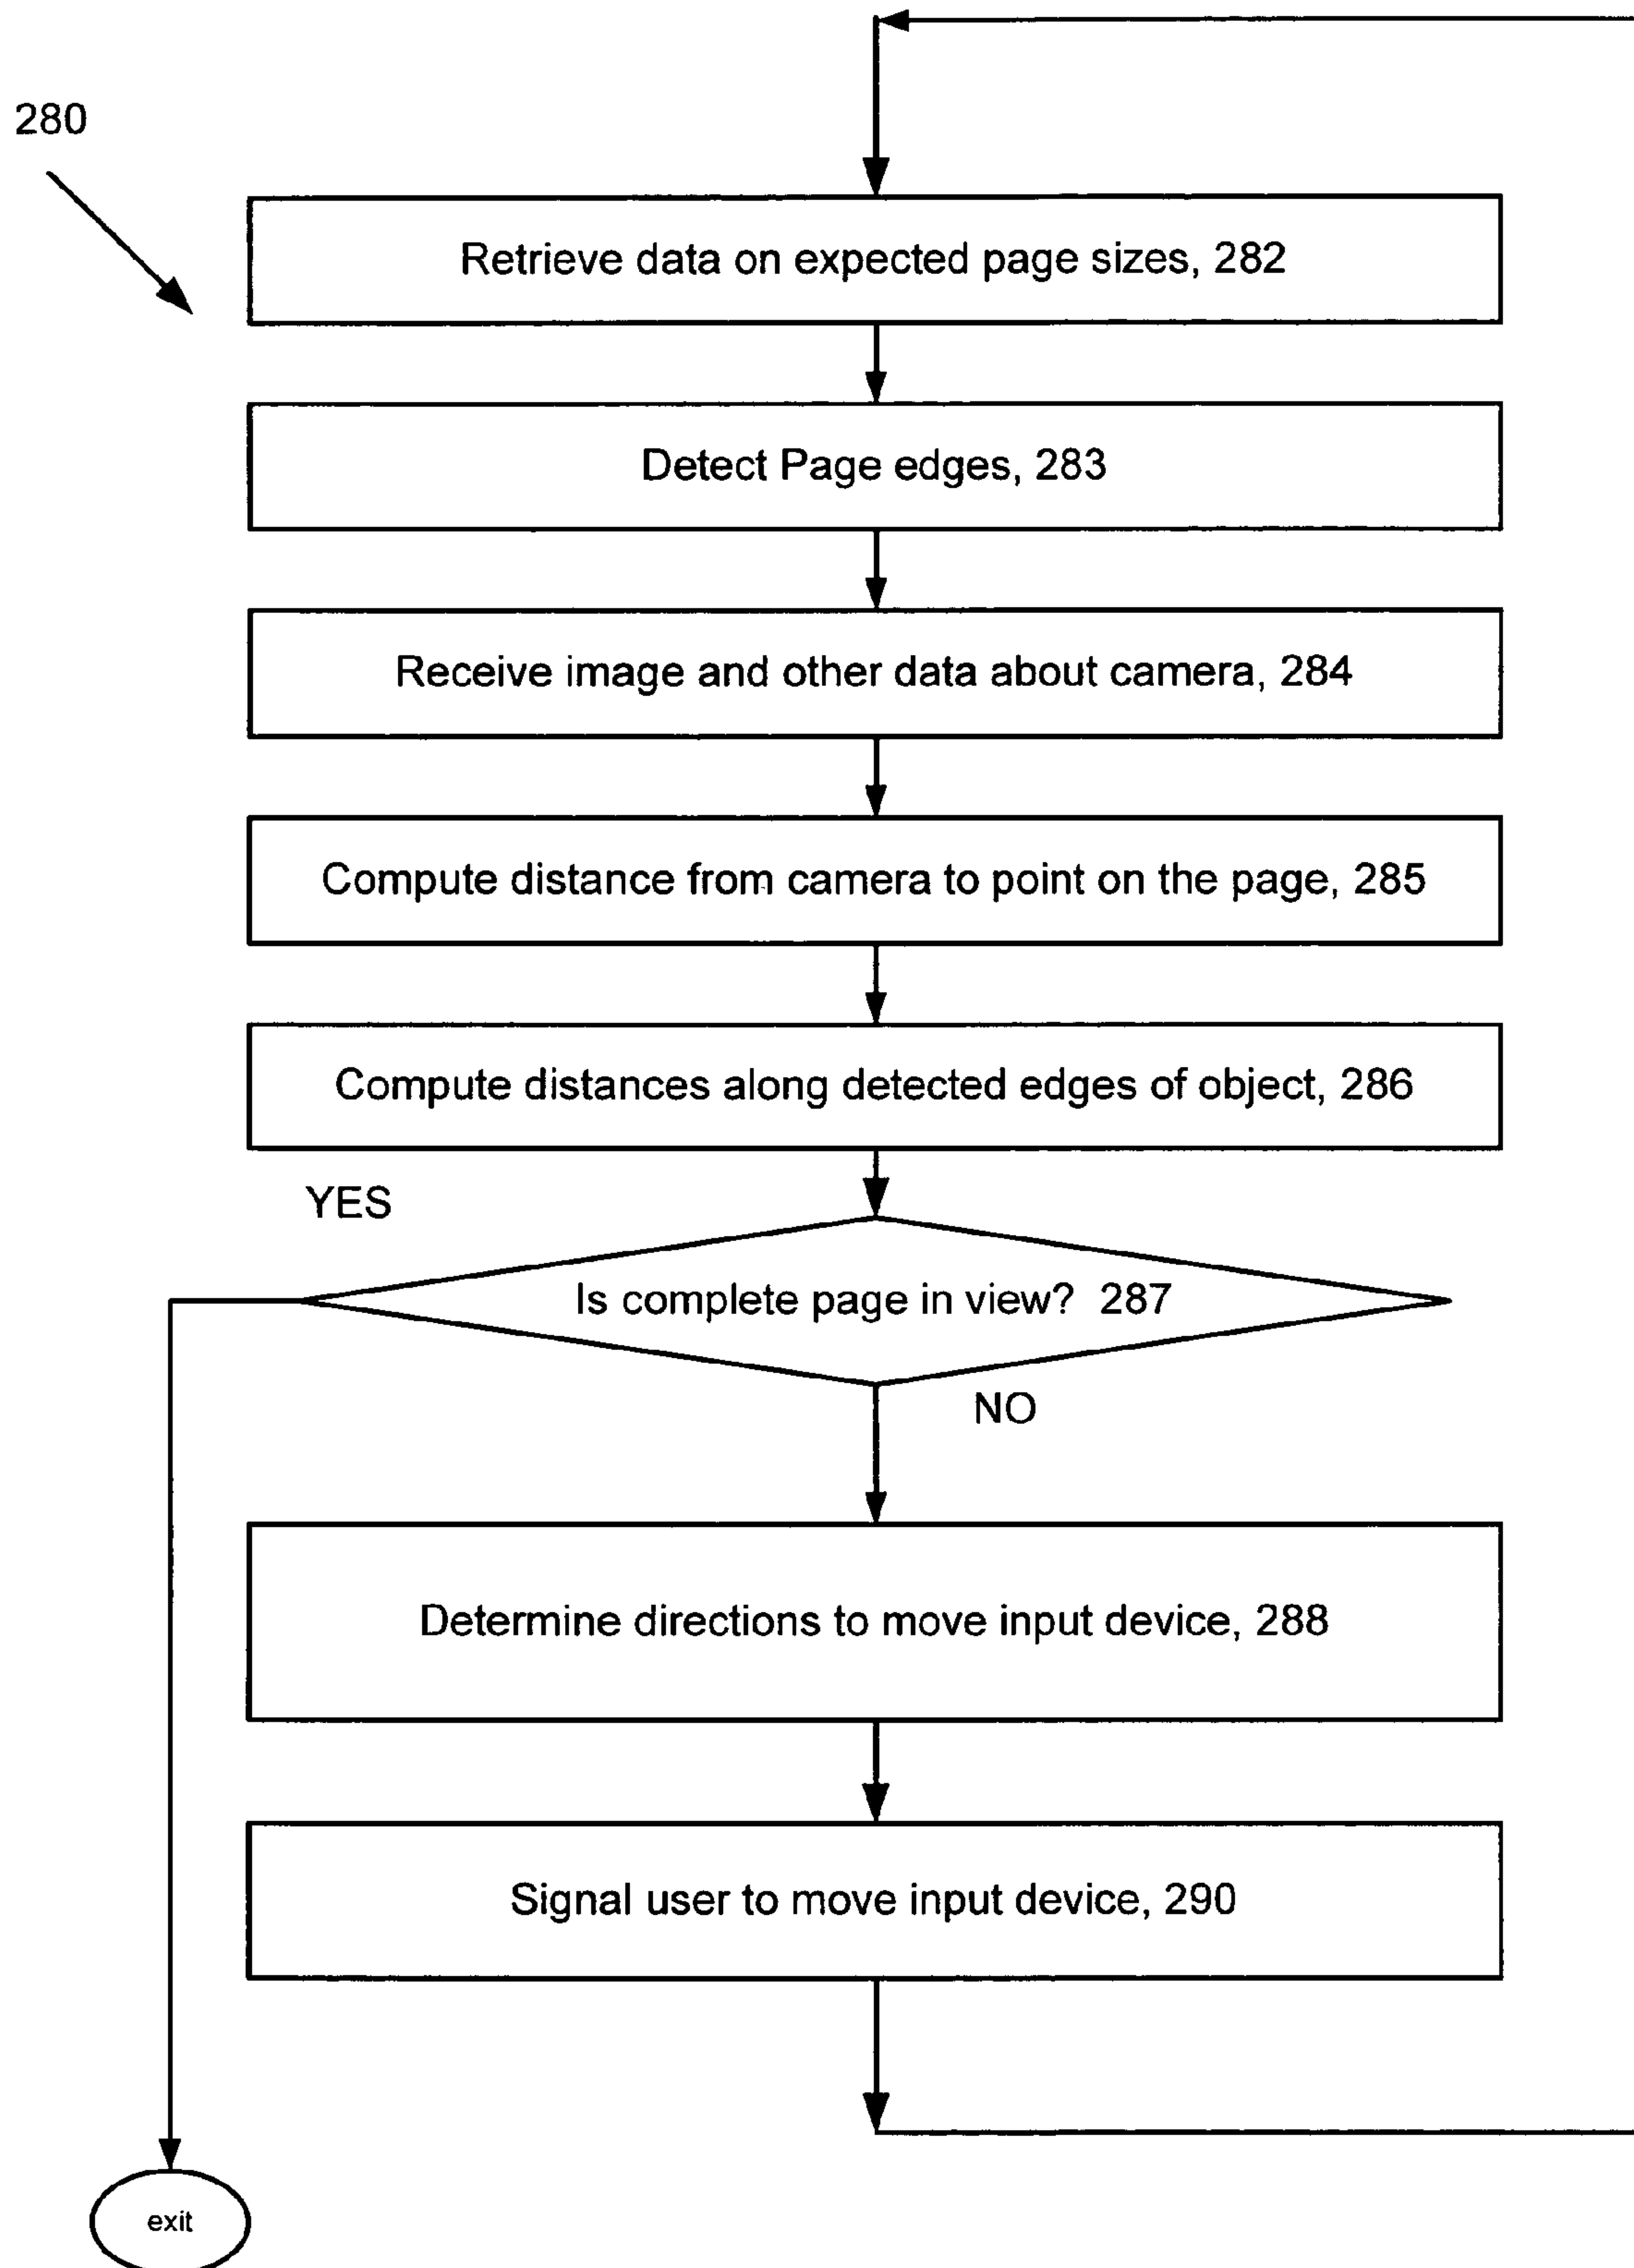 280
Retrieve data on expected page sizes, 282
Detect Page edges, 283
Receive image and other data about camera, 284
Compute distance from camera to point on the page, 285
Compute distances along detected edges of object, 286
YES
Is complete page in view? 287
NO
Determine directions to move input device, 288
Signal user to move input device, 290
exit